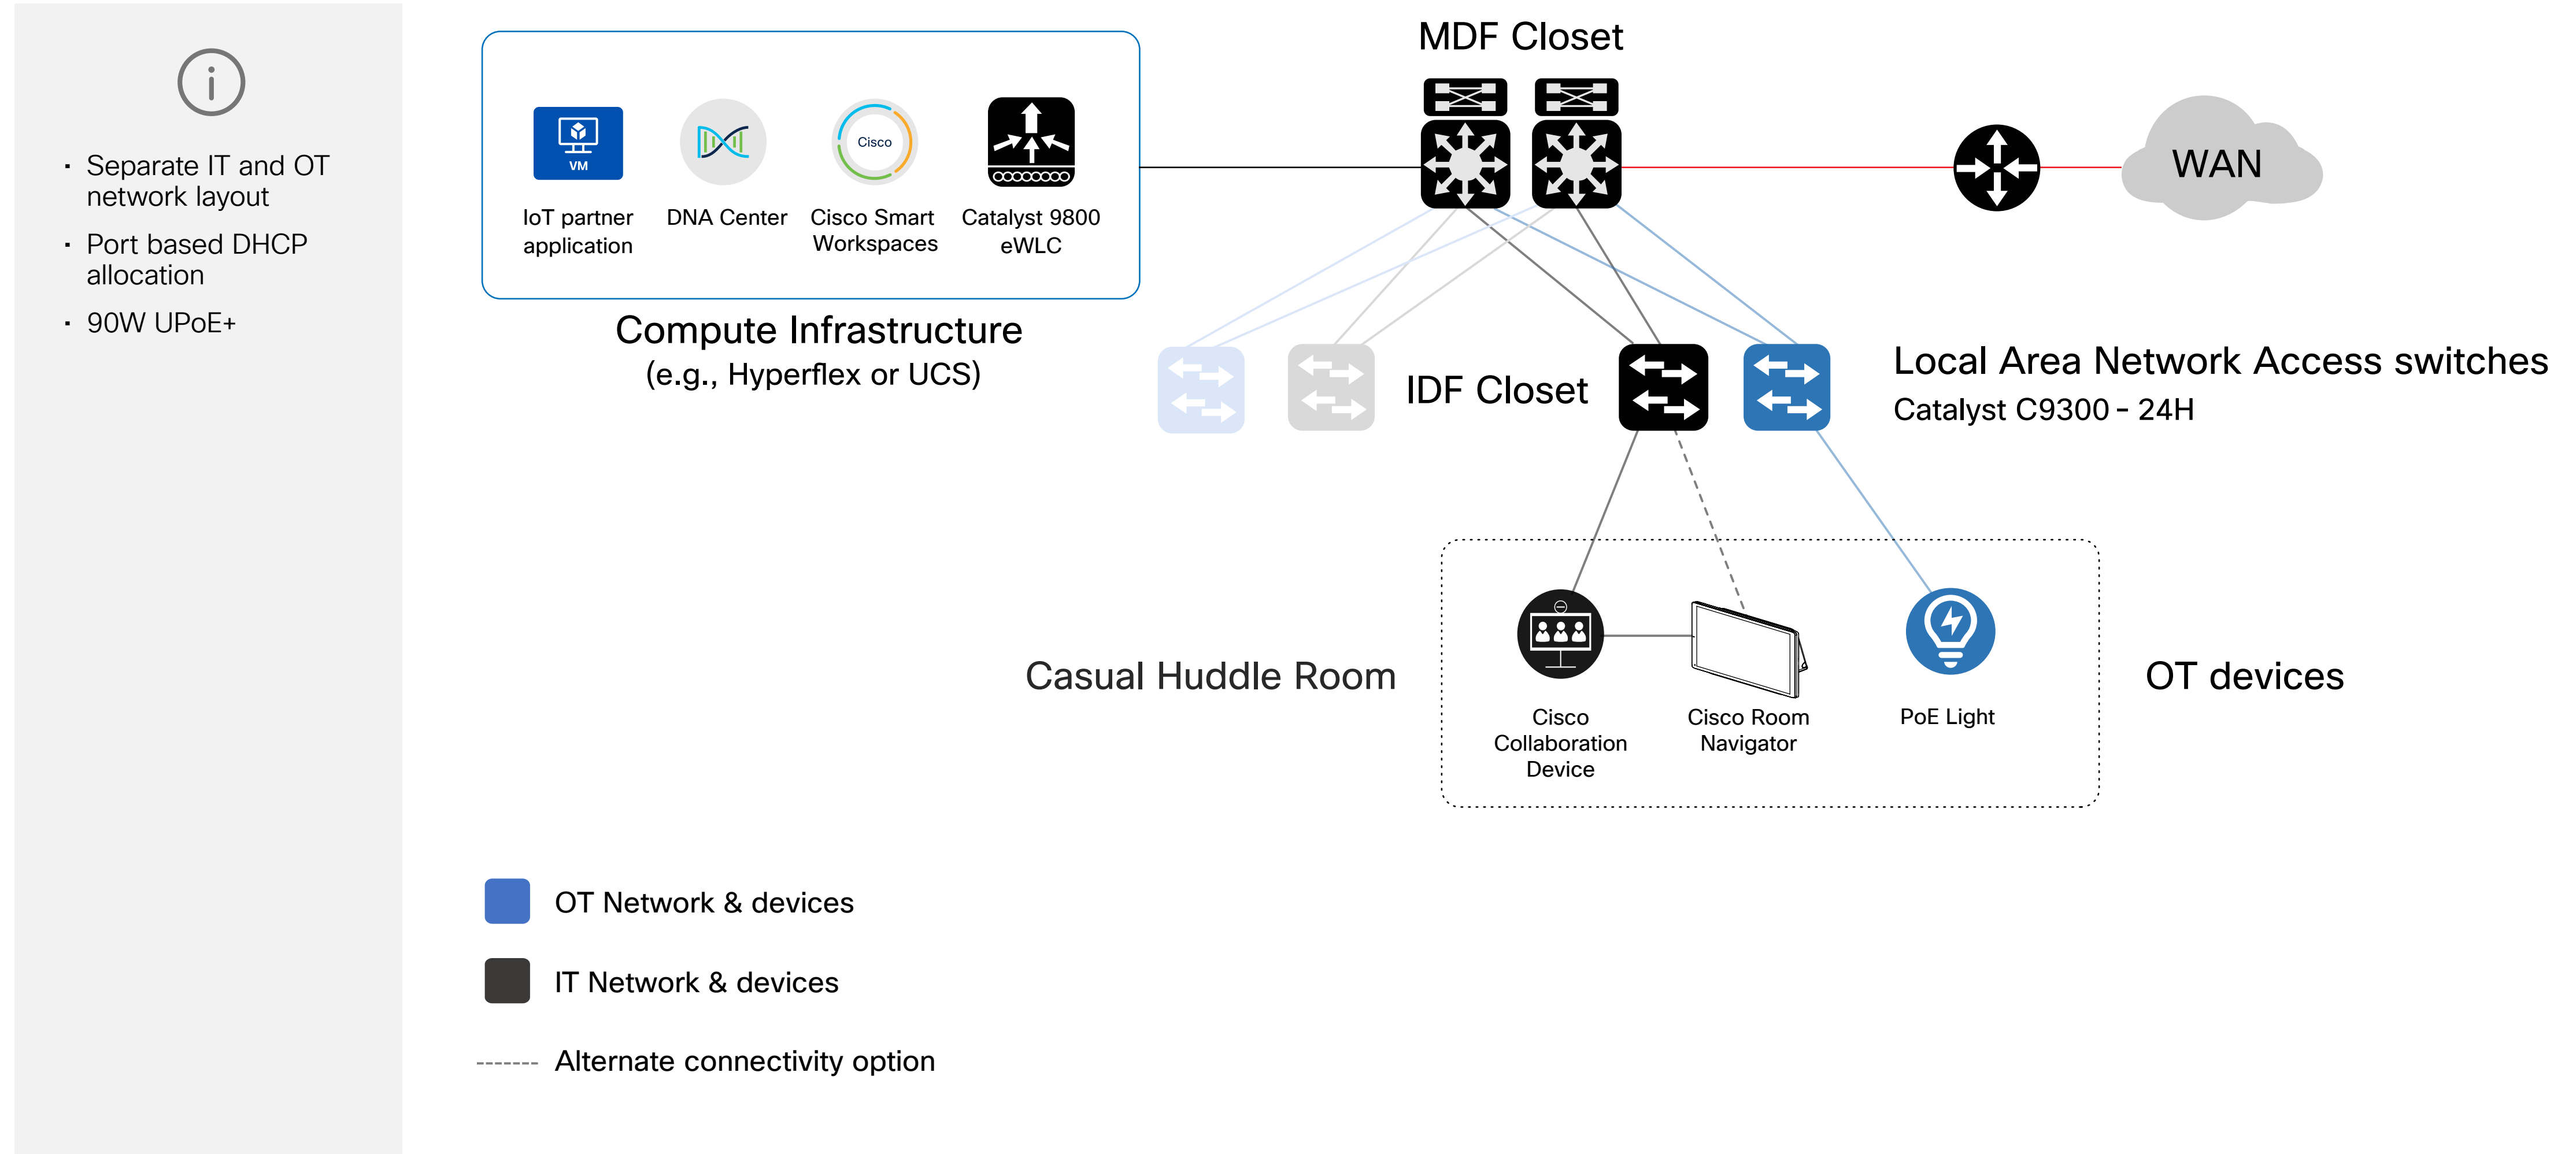 · Separate IT and OT
network layout
· Port based DHCP
allocation
· 90W UPoE+
MDF Closet
VM
Cisco
IoT partner
application
DNA Center
Cisco Smart
Workspaces
Catalyst 9800
eWLC
WAN
Compute Infrastructure
(e.g., Hyperflex or UCS)
IDF Closet
Local Area Network Access switches
Catalyst C9300 - 24H
Casual Huddle Room
Cisco
Collaboration
Device
Cisco Room
Navigator
PoE Light
OT devices
OT Network & devices
IT Network & devices
Alternate connectivity option